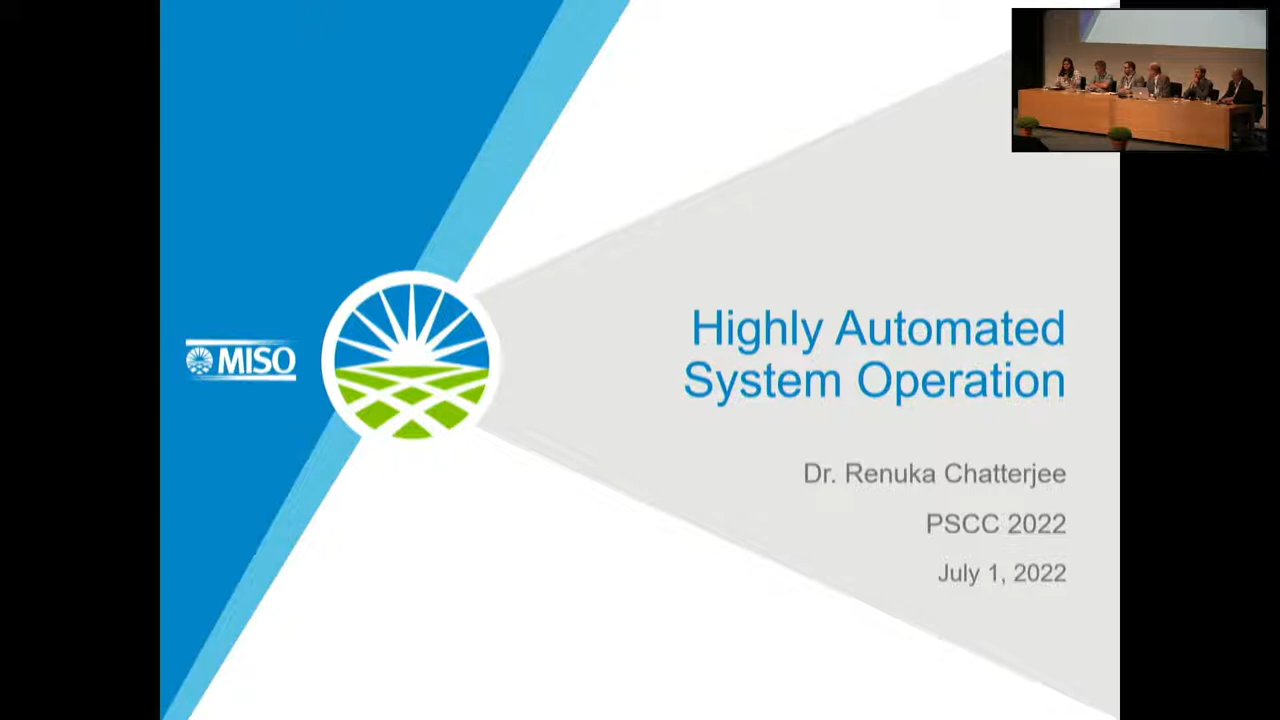 MISO
Highly Automated
System Operation
Dr. Renuka Chatterjee
PSCC 2022
July 1, 2022